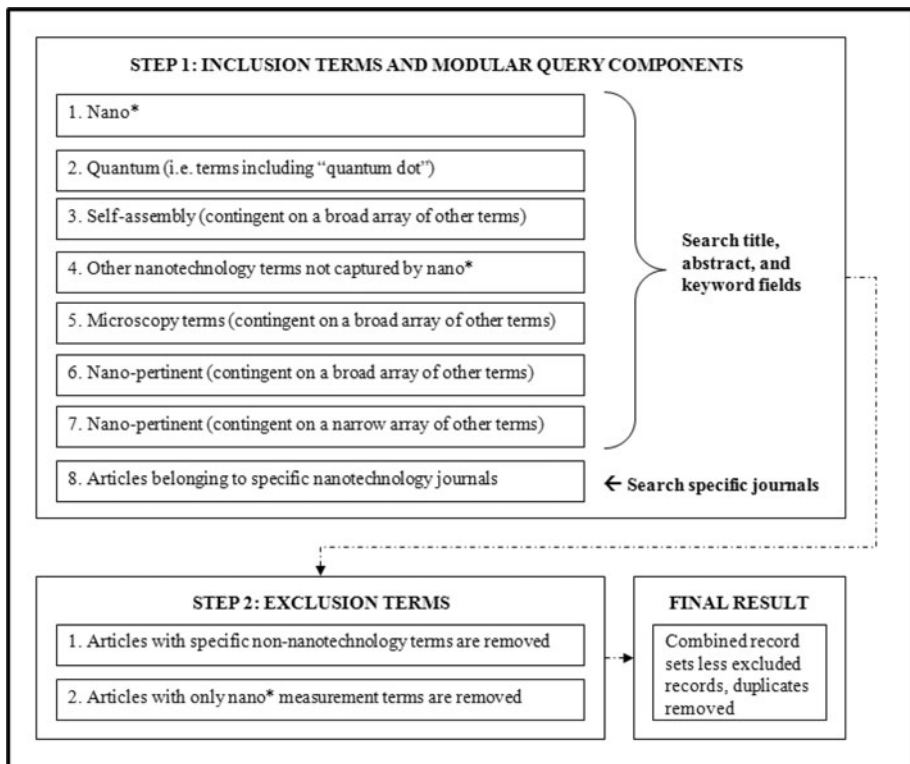 STEP 1: INCLUSION TERMS AND MODULAR QUERY COMPONENTS
1. Nano*
2. Quantum (i.e. terms including “quantum dot”)
3. Self-assembly (contingent on a broad array of other terms)
4. Other nanotechnology terms not captured by nano*
5. Microscopy terms (contingent on a broad array of other terms)
6. Nano-pertinent (contingent on a broad array of other terms)
7. Nano-pertinent (contingent on a narrow array of other terms)
Search title,
abstract, and
keyword fields
8. Articles belonging to specific nanotechnology journals
← Search specific journals
STEP 2: EXCLUSION TERMS
1. Articles with specific non-nanotechnology terms are removed
2. Articles with only nano* measurement terms are removed
FINAL RESULT
Combined record
sets less excluded
records, duplicates
removed